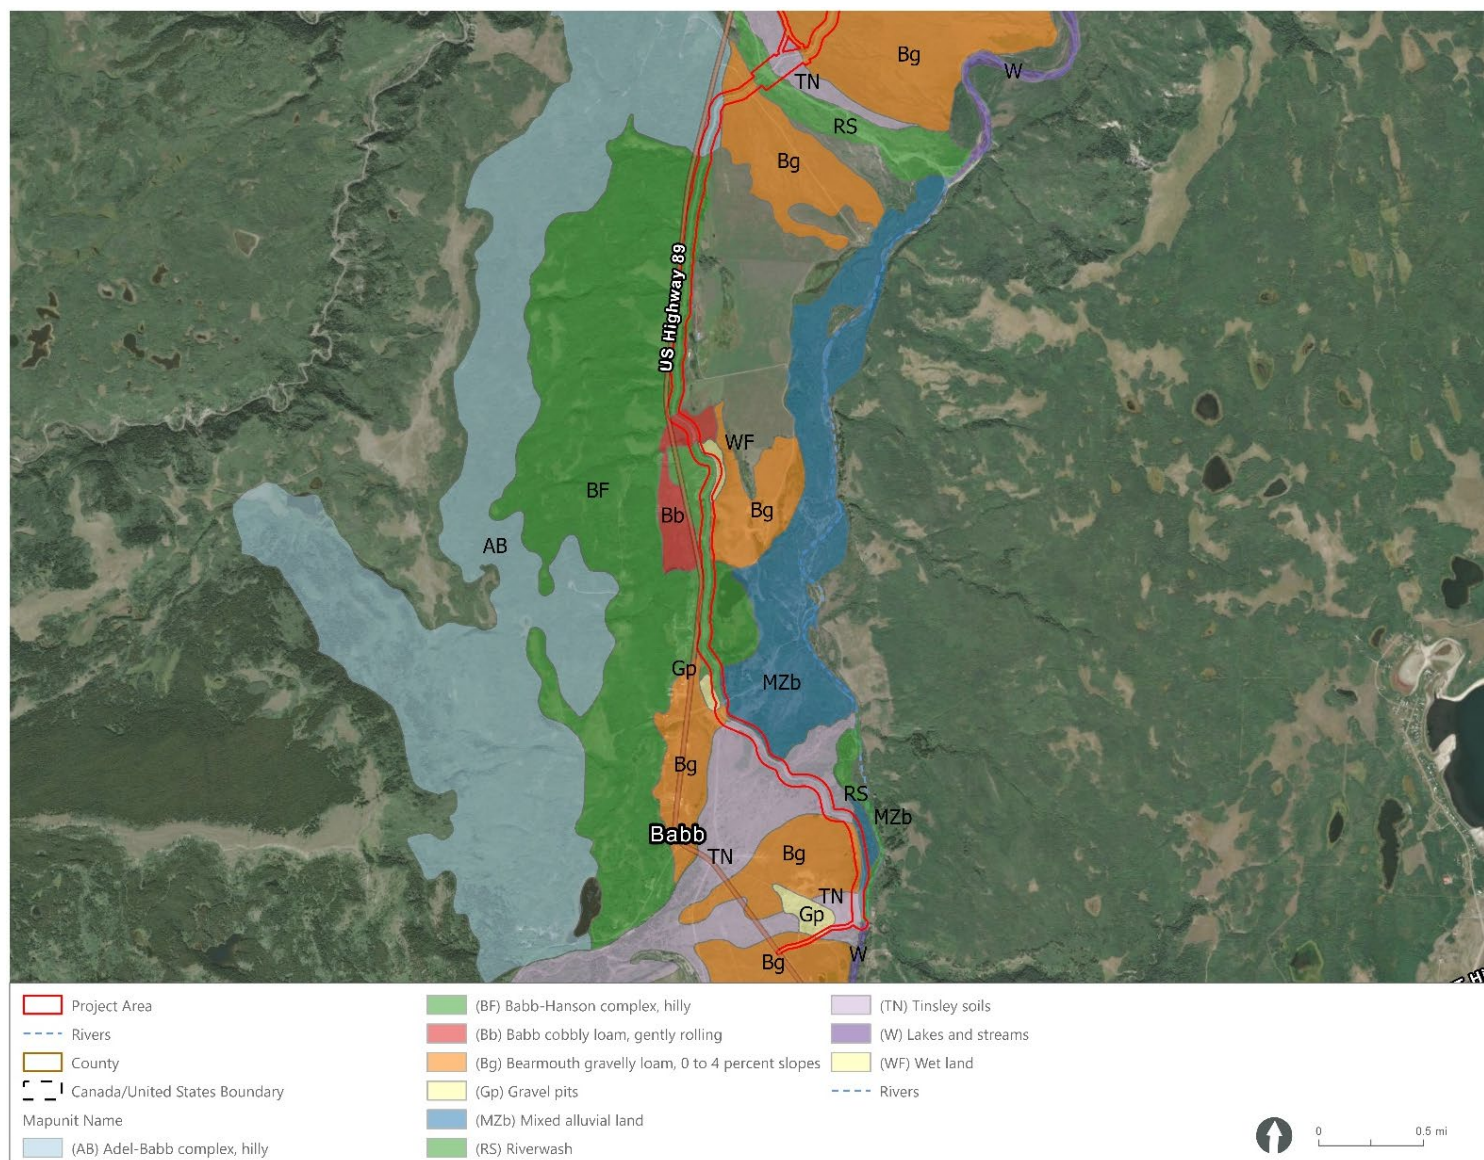 Bg
W
TN
RS
Bg
US Highway 89
WF
BF
Bg
Bb
AB
Gp
MZb
Bg
RS
MZb
Babb
TN
Bg
TN
Gp
W
Bg
Project Area
Rivers
County
Canada/United States Boundary
Mapunit Name
(AB) Adel-Babb complex, hilly
(BF) Babb-Hanson complex, hilly
(Bb) Babb cobbly loam, gently rolling
(Bg) Bearmouth gravelly loam, 0 to 4 percent slopes
(Gp) Gravel pits
(MZb) Mixed alluvial land
(RS) Riverwash
(TN) Tinsley soils
(W) Lakes and streams
(WF) Wet land
Rivers
0 0.5 mi